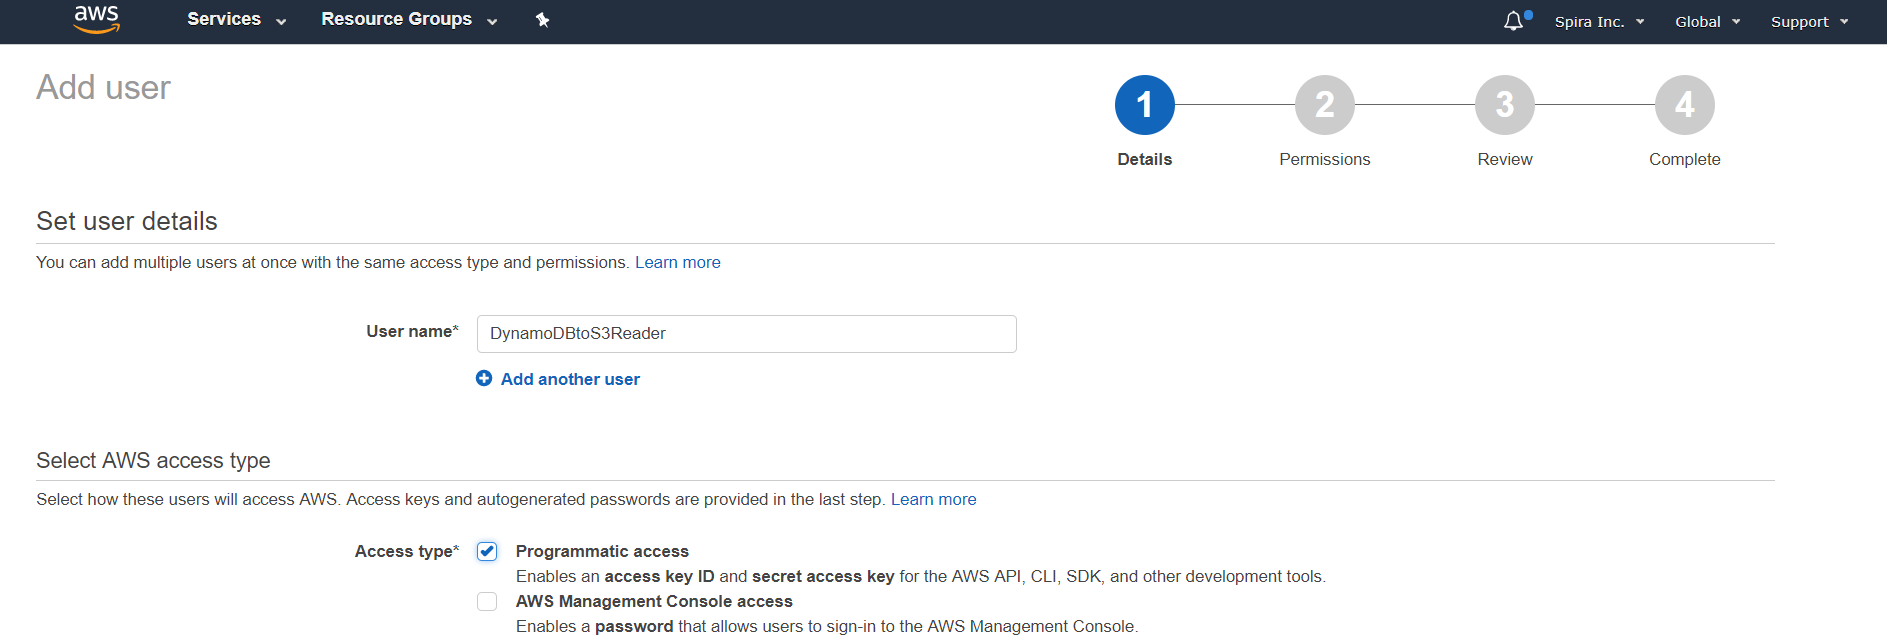 aws Services Resource Groups Spira Inc. Global Support
Add user
1 2 3 4
Details Permissions Review Complete
Set user details
You can add multiple users at once with the same access type and permissions. Learn more
User name* DynamoDBtoS3Reader
Add another user
Select AWS access type
Select how these users will access AWS. Access keys and autogenerated passwords are provided in the last step. Learn more
Access type* Programmatic access
Enables an access key ID and secret access key for the AWS API, CLI, SDK, and other development tools.
AWS Management Console access
Enables a password that allows users to sign-in to the AWS Management Console.